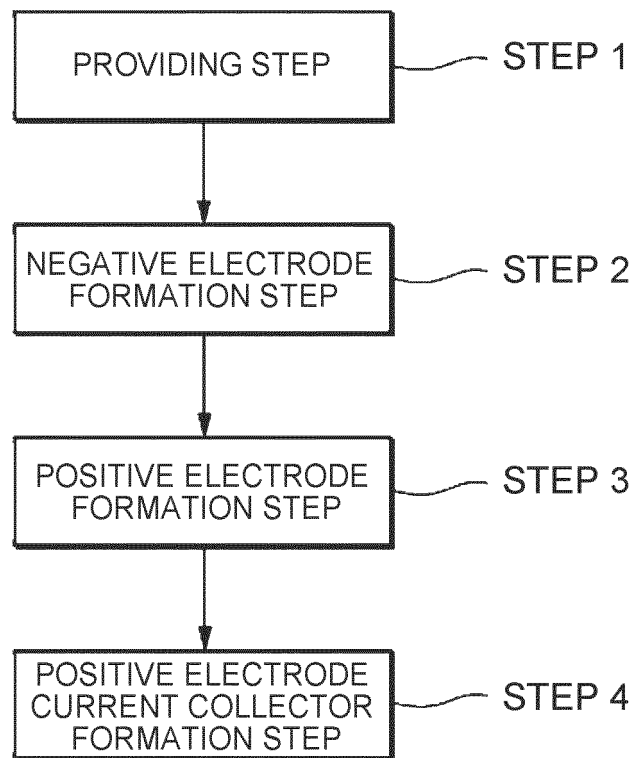 PROVIDING STEP
STEP 1
NEGATIVE ELECTRODE
FORMATION STEP
STEP 2
POSITIVE ELECTRODE
FORMATION STEP
STEP 3
POSITIVE ELECTRODE
CURRENT COLLECTOR
FORMATION STEP
STEP 4